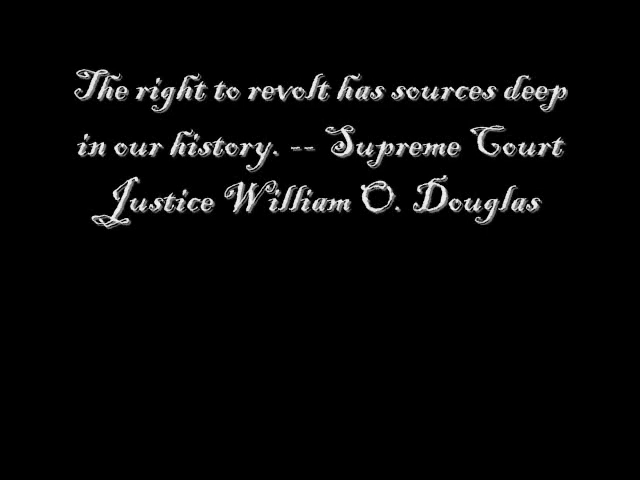 The right to revolt has sources deep
in our history. -- Supreme Court
Justice William O. Douglas